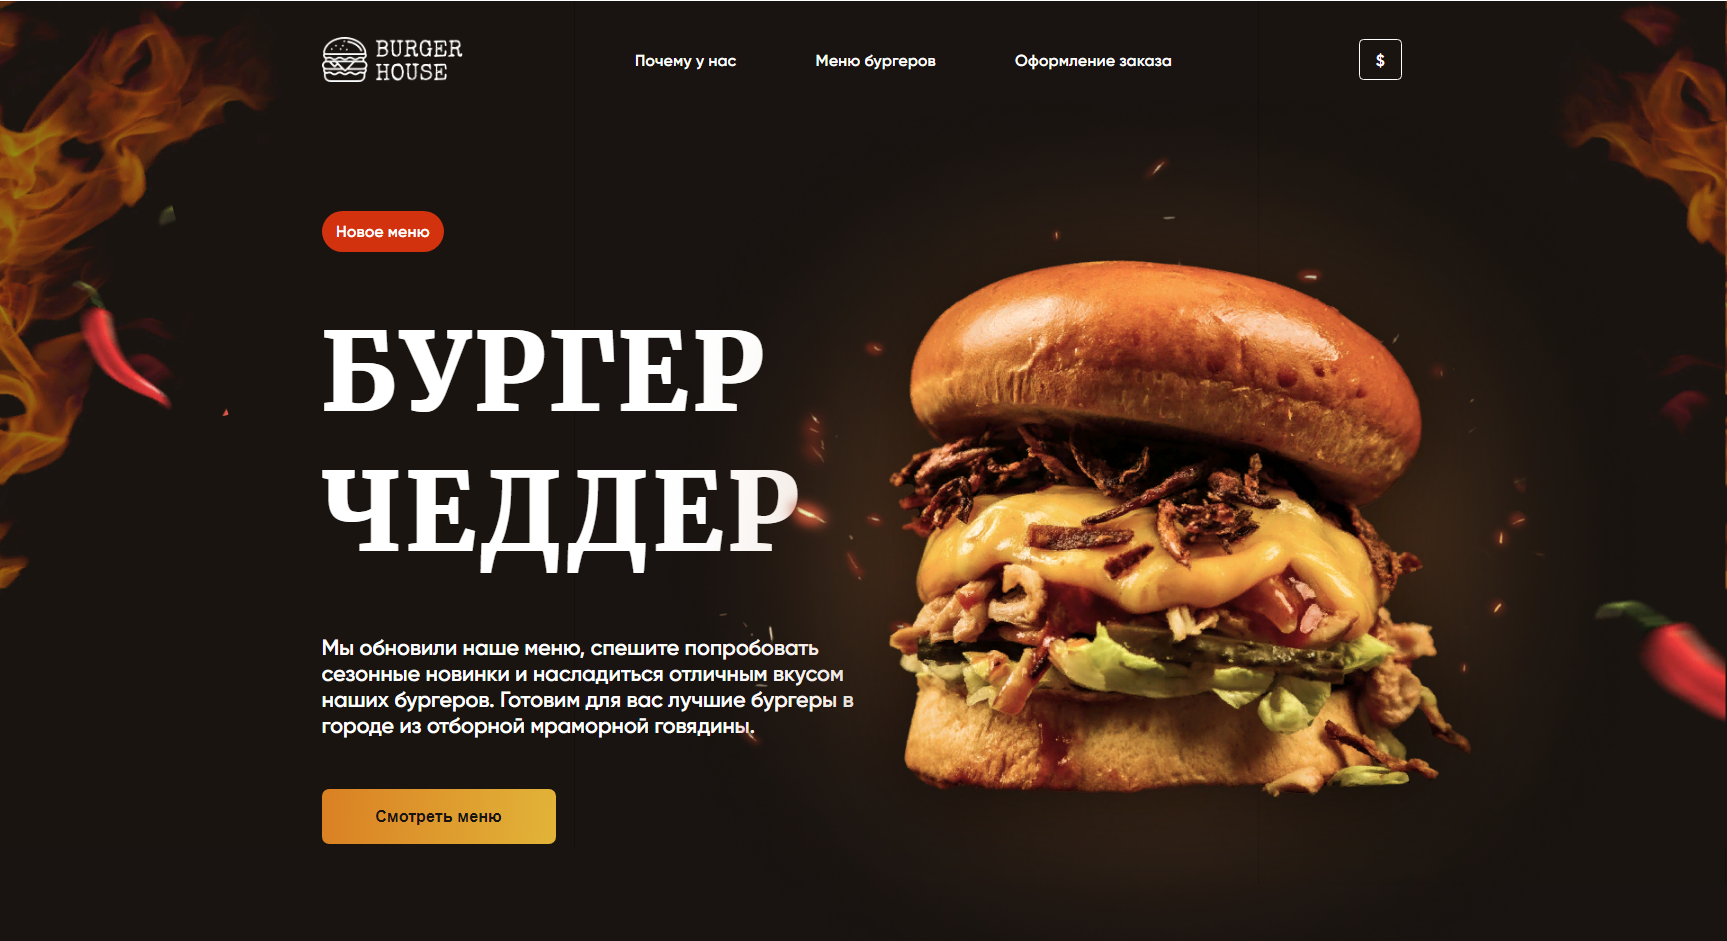 BURGER
HOUSE
Почему у нас
Меню бургеров
Оформление заказа
$
Новое меню
БУРГЕР
ЧЕДДЕР
Мы обновили наше меню, спешите попробовать
сезонные новинки и насладиться отличным вкусом
наших бургеров. Готовим для вас лучшие бургеры в
городе из отборной мраморной говядины.
Смотреть меню